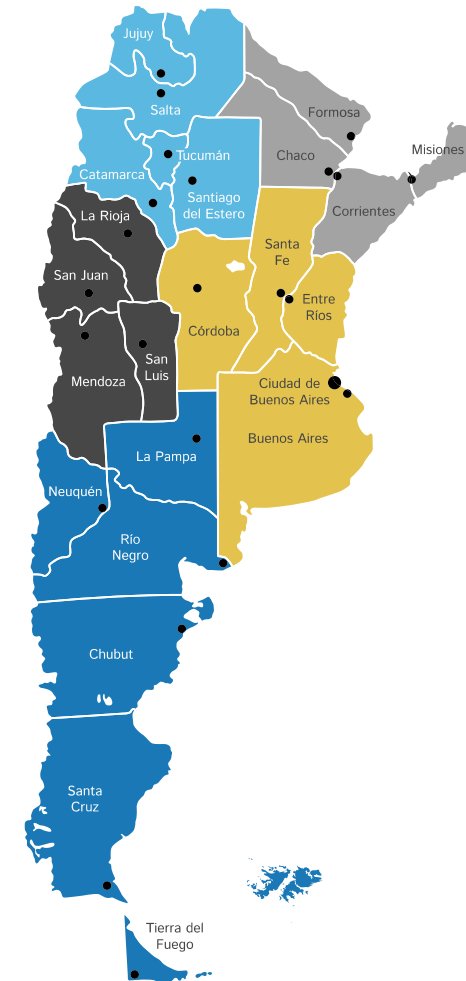 Jujuy
Salta
Formosa
Misiones
Chaco
Tucumán
Catamarca
Santiago
del Estero
Corrientes
La Rioja
Santa
Fe
San Juan
Entre
Ríos
Córdoba
San
Luis
Mendoza
Ciudad de
Buenos Aires
Buenos Aires
La Pampa
Neuquén
Río
Negro
Chubut
Santa
Cruz
Tierra del
Fuego